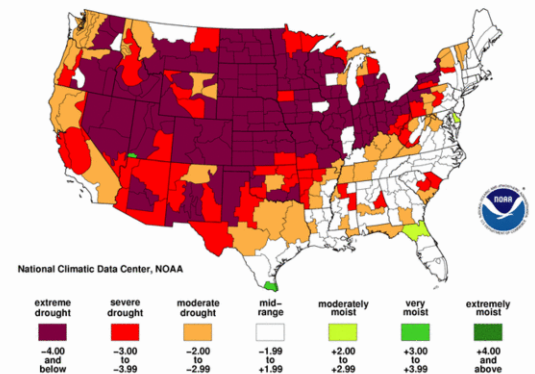 NOAA
National Climatic Data Center, NOAA
extreme drought
severe drought
moderate drought
mid– range
moderately moist
very moist
extremely moist
–4.00 and below
–3.00 to –3.99
–2.00 to –2.99
–1.99 to +1.99
+2.00 to +2.99
+3.00 to +3.99
+4.00 and above